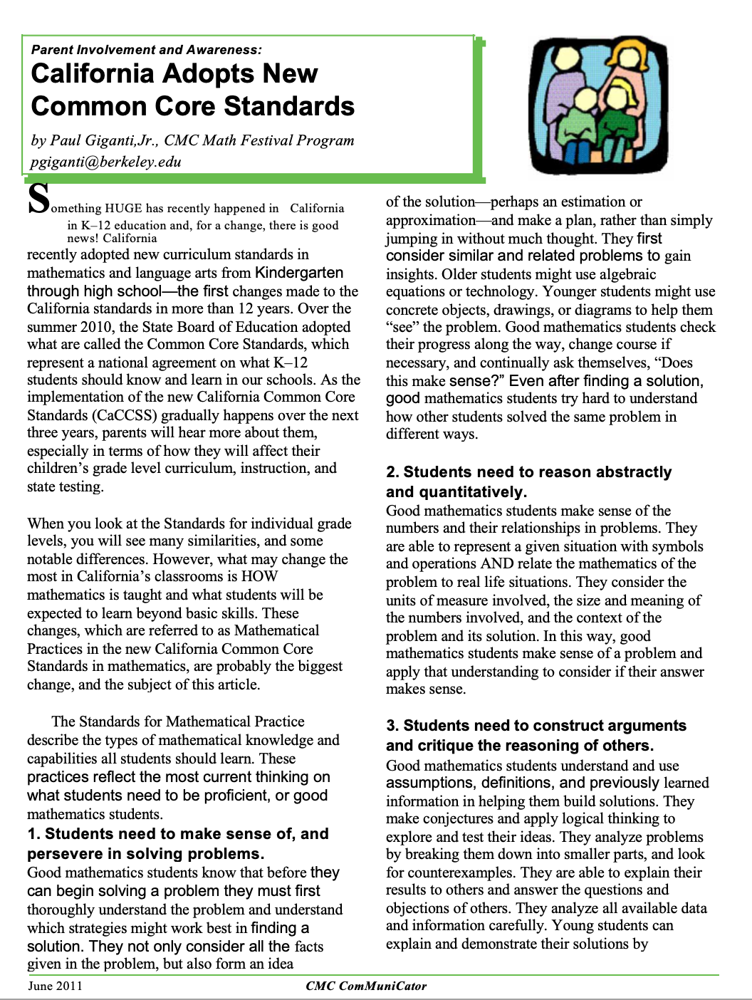 Parent Involvement and Awareness:
California Adopts New
Common Core Standards
by Paul Giganti,Jr., CMC Math Festival Program
pgiganti@berkeley.edu
Something HUGE has recently happened in California
in K–12 education and, for a change, there is good
news! California
recently adopted new curriculum standards in
mathematics and language arts from Kindergarten
through high school—the first changes made to the
California standards in more than 12 years. Over the
summer 2010, the State Board of Education adopted
what are called the Common Core Standards, which
represent a national agreement on what K–12
students should know and learn in our schools. As the
implementation of the new California Common Core
Standards (CaCCSS) gradually happens over the next
three years, parents will hear more about them,
especially in terms of how they will affect their
children’s grade level curriculum, instruction, and
state testing.
When you look at the Standards for individual grade
levels, you will see many similarities, and some
notable differences. However, what may change the
most in California’s classrooms is HOW
mathematics is taught and what students will be
expected to learn beyond basic skills. These
changes, which are referred to as Mathematical
Practices in the new California Common Core
Standards in mathematics, are probably the biggest
change, and the subject of this article.
The Standards for Mathematical Practice
describe the types of mathematical knowledge and
capabilities all students should learn. These
practices reflect the most current thinking on
what students need to be proficient, or good
mathematics students.
1. Students need to make sense of, and
persevere in solving problems.
Good mathematics students know that before they
can begin solving a problem they must first
thoroughly understand the problem and understand
which strategies might work best in finding a
solution. They not only consider all the facts
given in the problem, but also form an idea
of the solution—perhaps an estimation or
approximation—and make a plan, rather than simply
jumping in without much thought. They first
consider similar and related problems to gain
insights. Older students might use algebraic
equations or technology. Younger students might use
concrete objects, drawings, or diagrams to help them
“see” the problem. Good mathematics students check
their progress along the way, change course if
necessary, and continually ask themselves, “Does
this make sense?” Even after finding a solution,
good mathematics students try hard to understand
how other students solved the same problem in
different ways.
2. Students need to reason abstractly
and quantitatively.
Good mathematics students make sense of the
numbers and their relationships in problems. They
are able to represent a given situation with symbols
and operations AND relate the mathematics of the
problem to real life situations. They consider the
units of measure involved, the size and meaning of
the numbers involved, and the context of the
problem and its solution. In this way, good
mathematics students make sense of a problem and
apply that understanding to consider if their answer
makes sense.
3. Students need to construct arguments
and critique the reasoning of others.
Good mathematics students understand and use
assumptions, definitions, and previously learned
information in helping them build solutions. They
make conjectures and apply logical thinking to
explore and test their ideas. They analyze problems
by breaking them down into smaller parts, and look
for counterexamples. They are able to explain their
results to others and answer the questions and
objections of others. They analyze all available data
and information carefully. Young students can
explain and demonstrate their solutions by
June 2011
CMC ComMuniCator